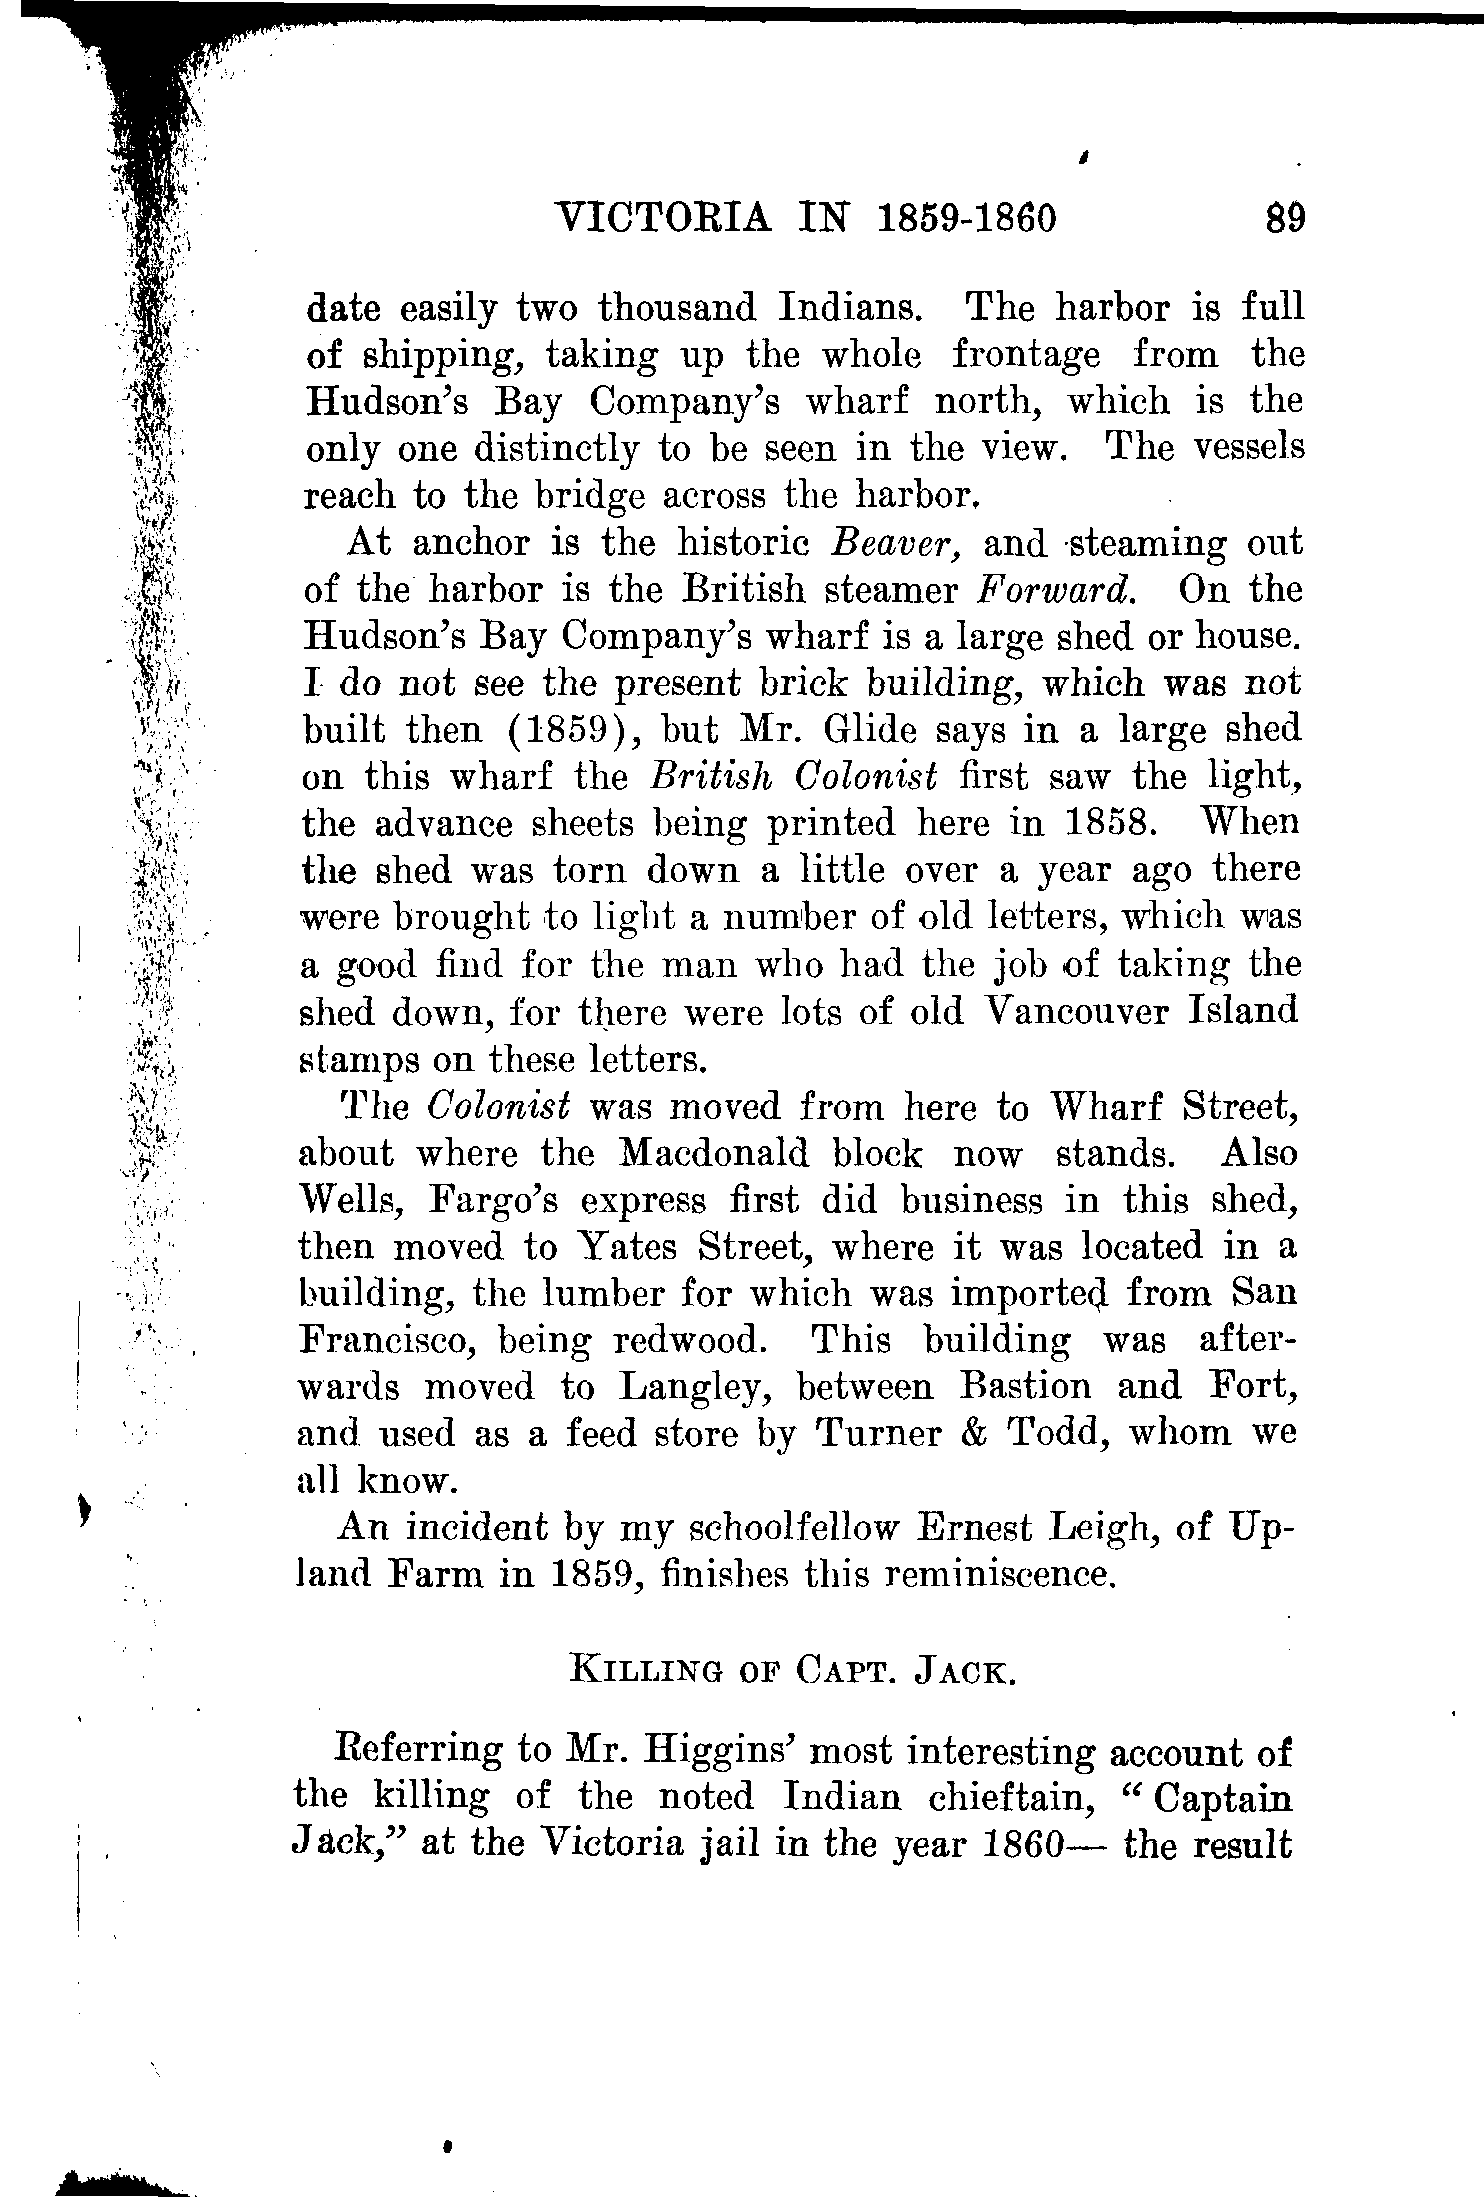 VICTORIA IN 1859-1860 89
date easily two thousand Indians. The harbor is full
of shipping, taking up the whole frontage from the
Hudson's Bay Company's wharf north, which is the
only one distinctly to be seen in the view. The vessels
reach to the bridge across the harbor.
At anchor is the historic Beaver, and steaming out
of the harbor is the British steamer Forward. On the
Hudson's Bay Company's wharf is a large shed or house.
I do not see the present brick building, which was not
built then (1859), but Mr. Glide says in a large shed
on this wharf the British Colonist first saw the light,
the advance sheets being printed here in 1858. When
the shed was torn down a little over a year ago there
were brought to light a number of old letters, which was
a good find for the man who had the job of taking the
shed down, for there were lots of old Vancouver Island
stamps on these letters.
The Colonist was moved from here to Wharf Street,
about where the Macdonald block now stands. Also
Wells, Fargo's express first did business in this shed,
then moved to Yates Street, where it was located in a
building, the lumber for which was imported from San
Francisco, being redwood. This building was after-
wards moved to Langley, between Bastion and Fort,
and used as a feed store by Turner & Todd, whom we
all know.
An incident by my schoolfellow Ernest Leigh, of Up-
land Farm in 1859, finishes this reminiscence.
KILLING OF CAPT. JACK.
Referring to Mr. Higgins' most interesting account of
the killing of the noted Indian chieftain, "Captain
Jack," at the Victoria jail in the year 1860— the result